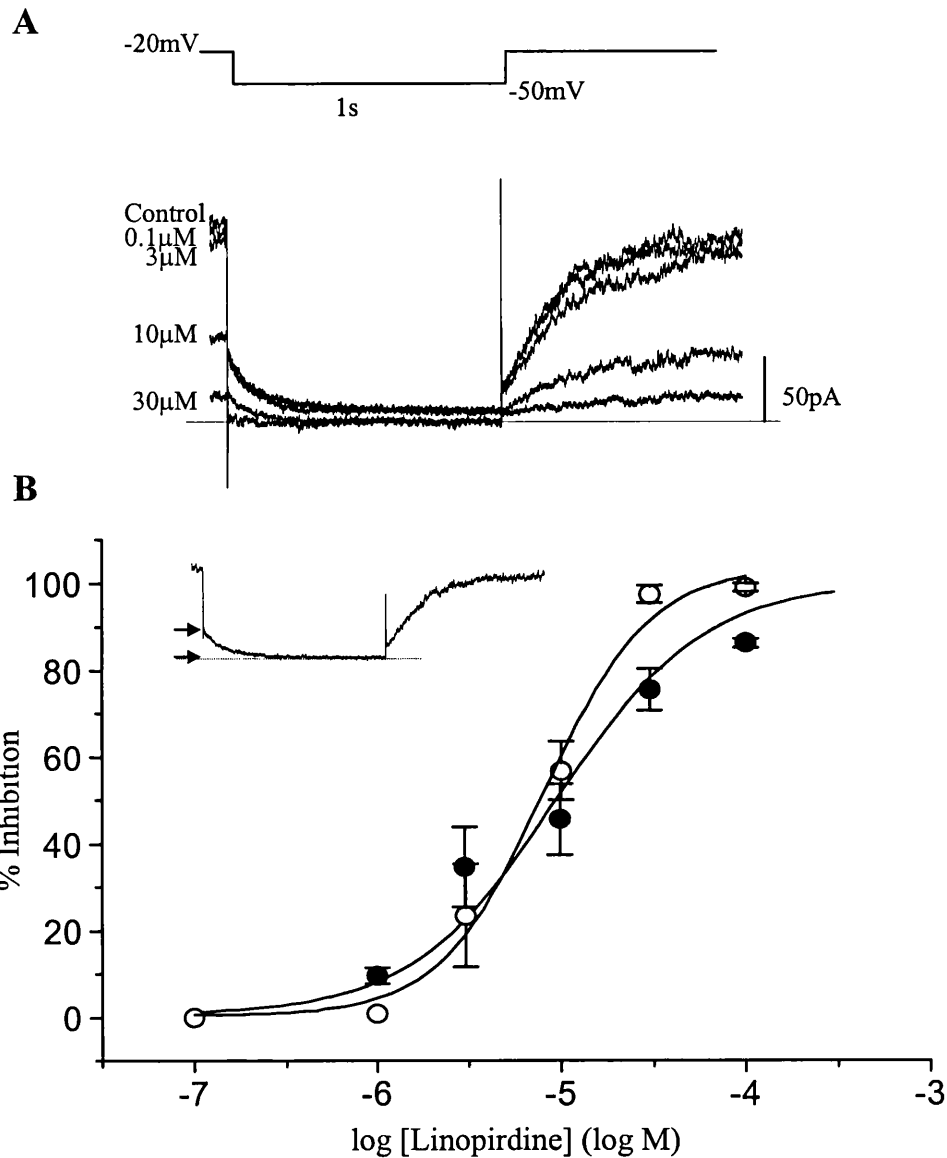 A
-20mV
-50mV
1s
Control
0.1µM
3µM
10µM
30µM
50pA
B
100
80
60
40
20
0
% Inhibition
-7
-6
-5
-4
-3
log [Linopirdine] (log M)